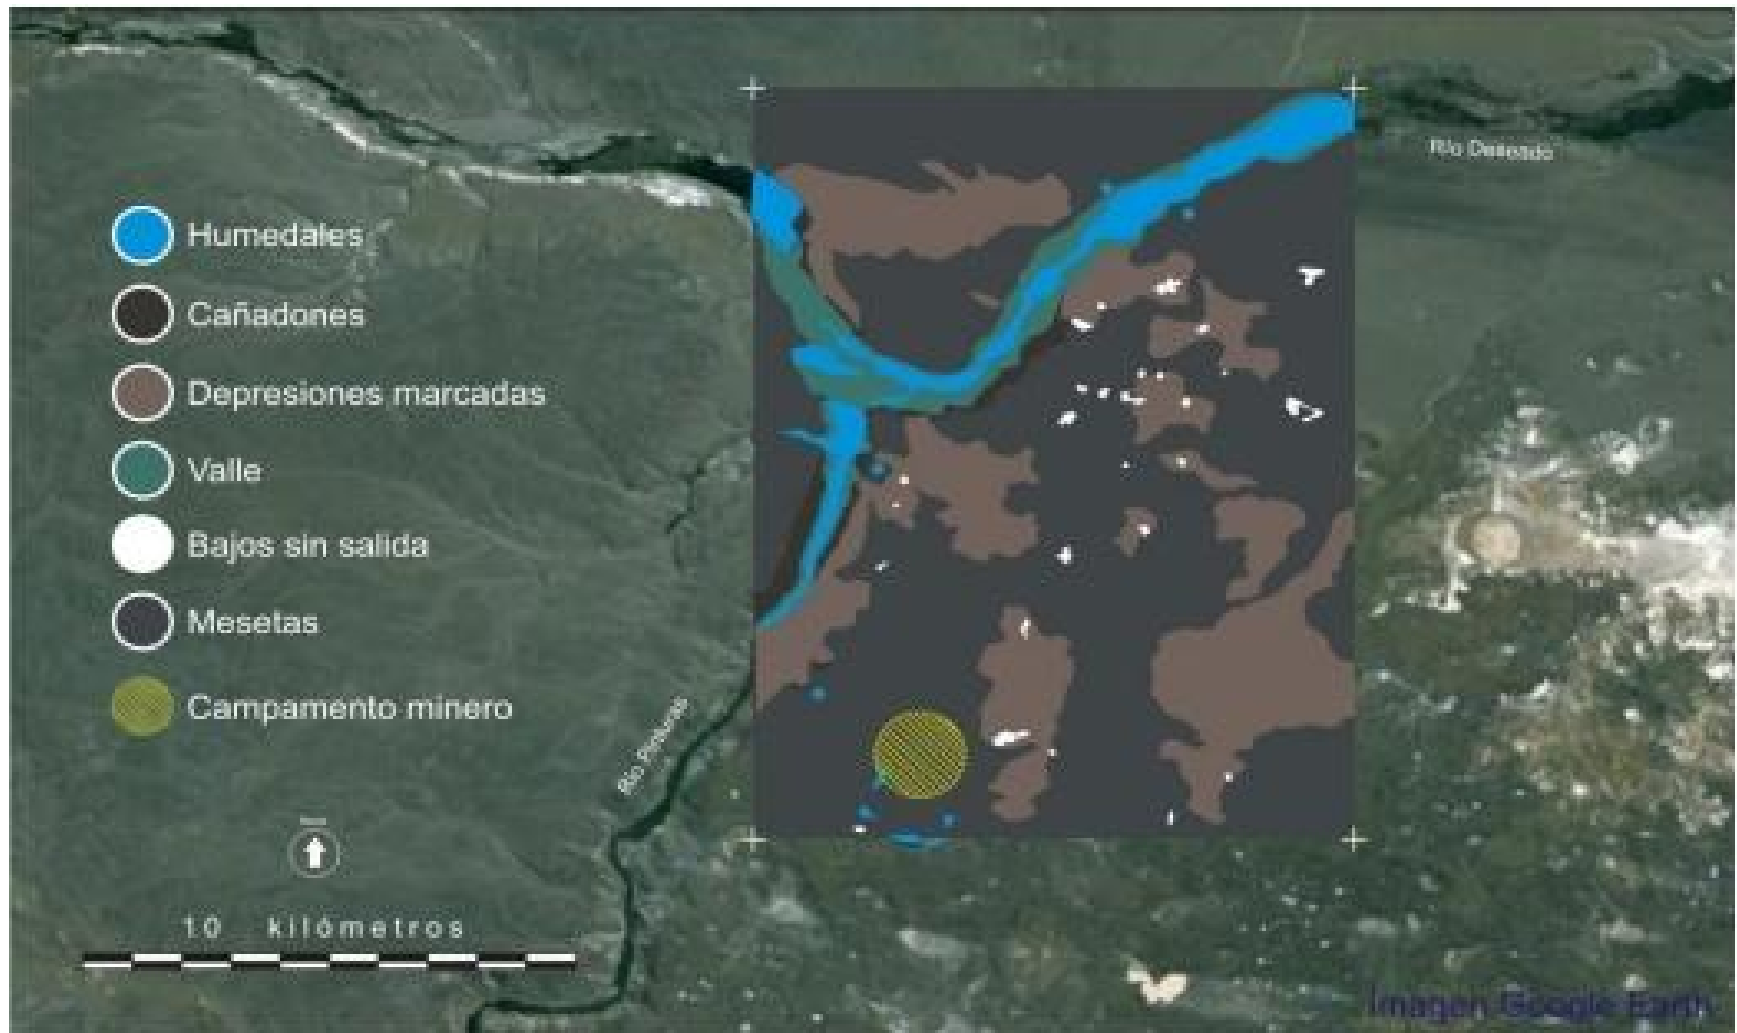 Río Deseado
Humedales
Cañadones
Depresiones marcadas
Valle
Bajos sin salida
Mesetas
Campamento minero
Río Pinturas
10 kilómetros
Imagen Google Earth